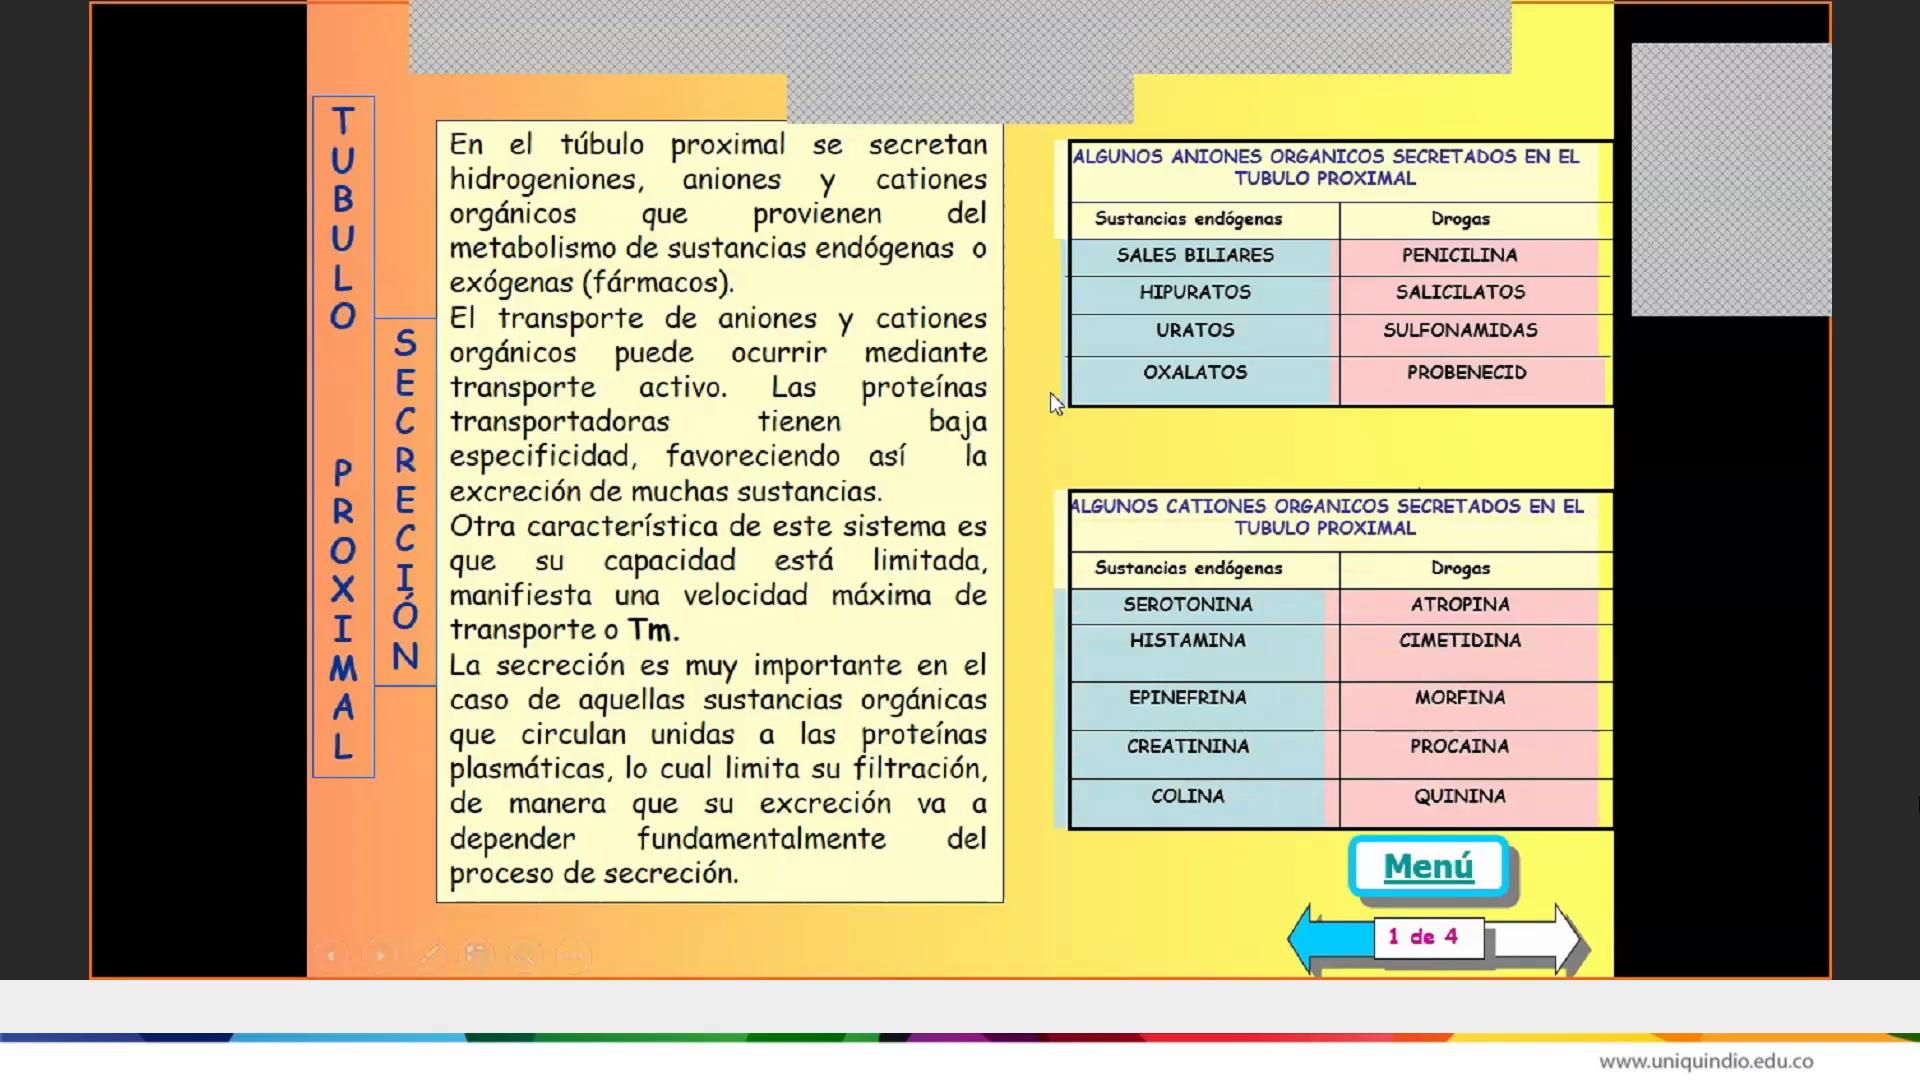 TUBULO PROXIMAL
SECRECIÓN
En el túbulo proximal se secretan
hidrogeniones, aniones y cationes
orgánicos que provienen del
metabolismo de sustancias endógenas o
exógenas (fármacos).
El transporte de aniones y cationes
orgánicos puede ocurrir mediante
transporte activo. Las proteínas
transportadoras tienen baja
especificidad, favoreciendo así la
excreción de muchas sustancias.
Otra característica de este sistema es
que su capacidad está limitada,
manifiesta una velocidad máxima de
transporte o Tm.
La secreción es muy importante en el
caso de aquellas sustancias orgánicas
que circulan unidas a las proteínas
plasmáticas, lo cual limita su filtración,
de manera que su excreción va a
depender fundamentalmente del
proceso de secreción.
ALGUNOS ANIONES ORGANICOS SECRETADOS EN EL
TUBULO PROXIMAL
Sustancias endógenas Drogas
SALES BILIARES PENICILINA
HIPURATOS SALICILATOS
URATOS SULFONAMIDAS
OXALATOS PROBENECID
ALGUNOS CATIONES ORGANICOS SECRETADOS EN EL
TUBULO PROXIMAL
Sustancias endógenas Drogas
SEROTONINA ATROPINA
HISTAMINA CIMETIDINA
EPINEFRINA MORFINA
CREATININA PROCAINA
COLINA QUININA
Menú
1 de 4
www.uniquindio.edu.co